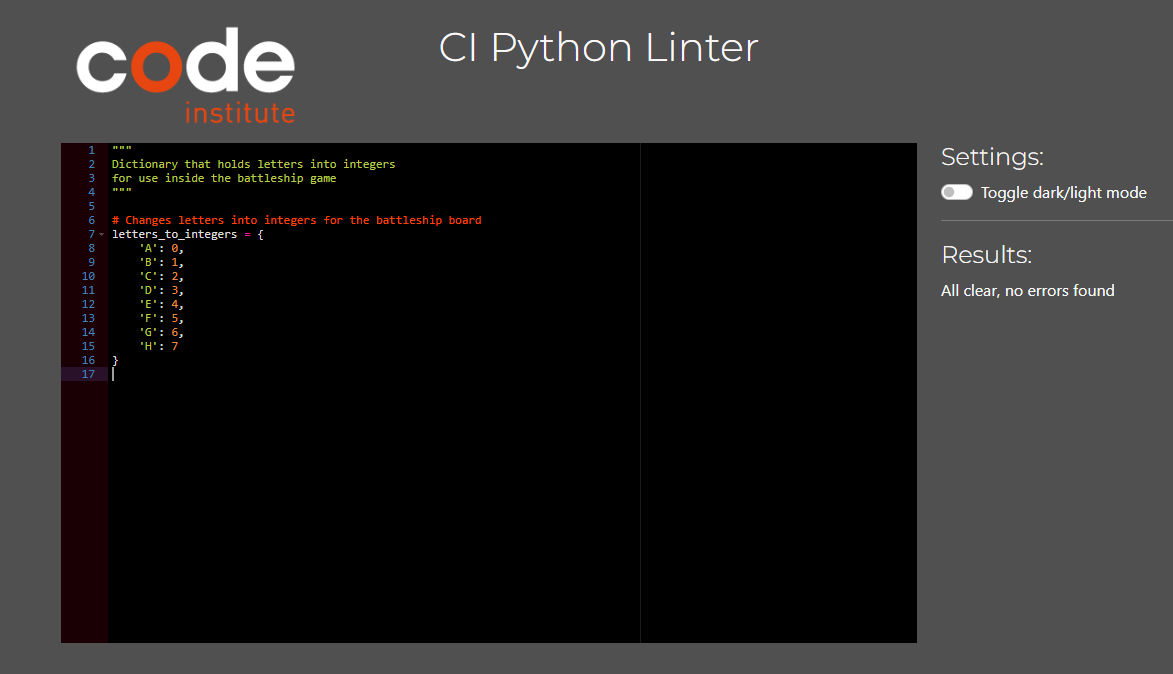 code
institute
CI Python Linter
1 """
2 Dictionary that holds letters into integers
3 for use inside the battleship game
4 """
5
6 # Changes letters into integers for the battleship board
7 letters_to_integers = {
8 'A': 0,
9 'B': 1,
10 'C': 2,
11 'D': 3,
12 'E': 4,
13 'F': 5,
14 'G': 6,
15 'H': 7
16 }
17
Settings:
Toggle dark/light mode
Results:
All clear, no errors found